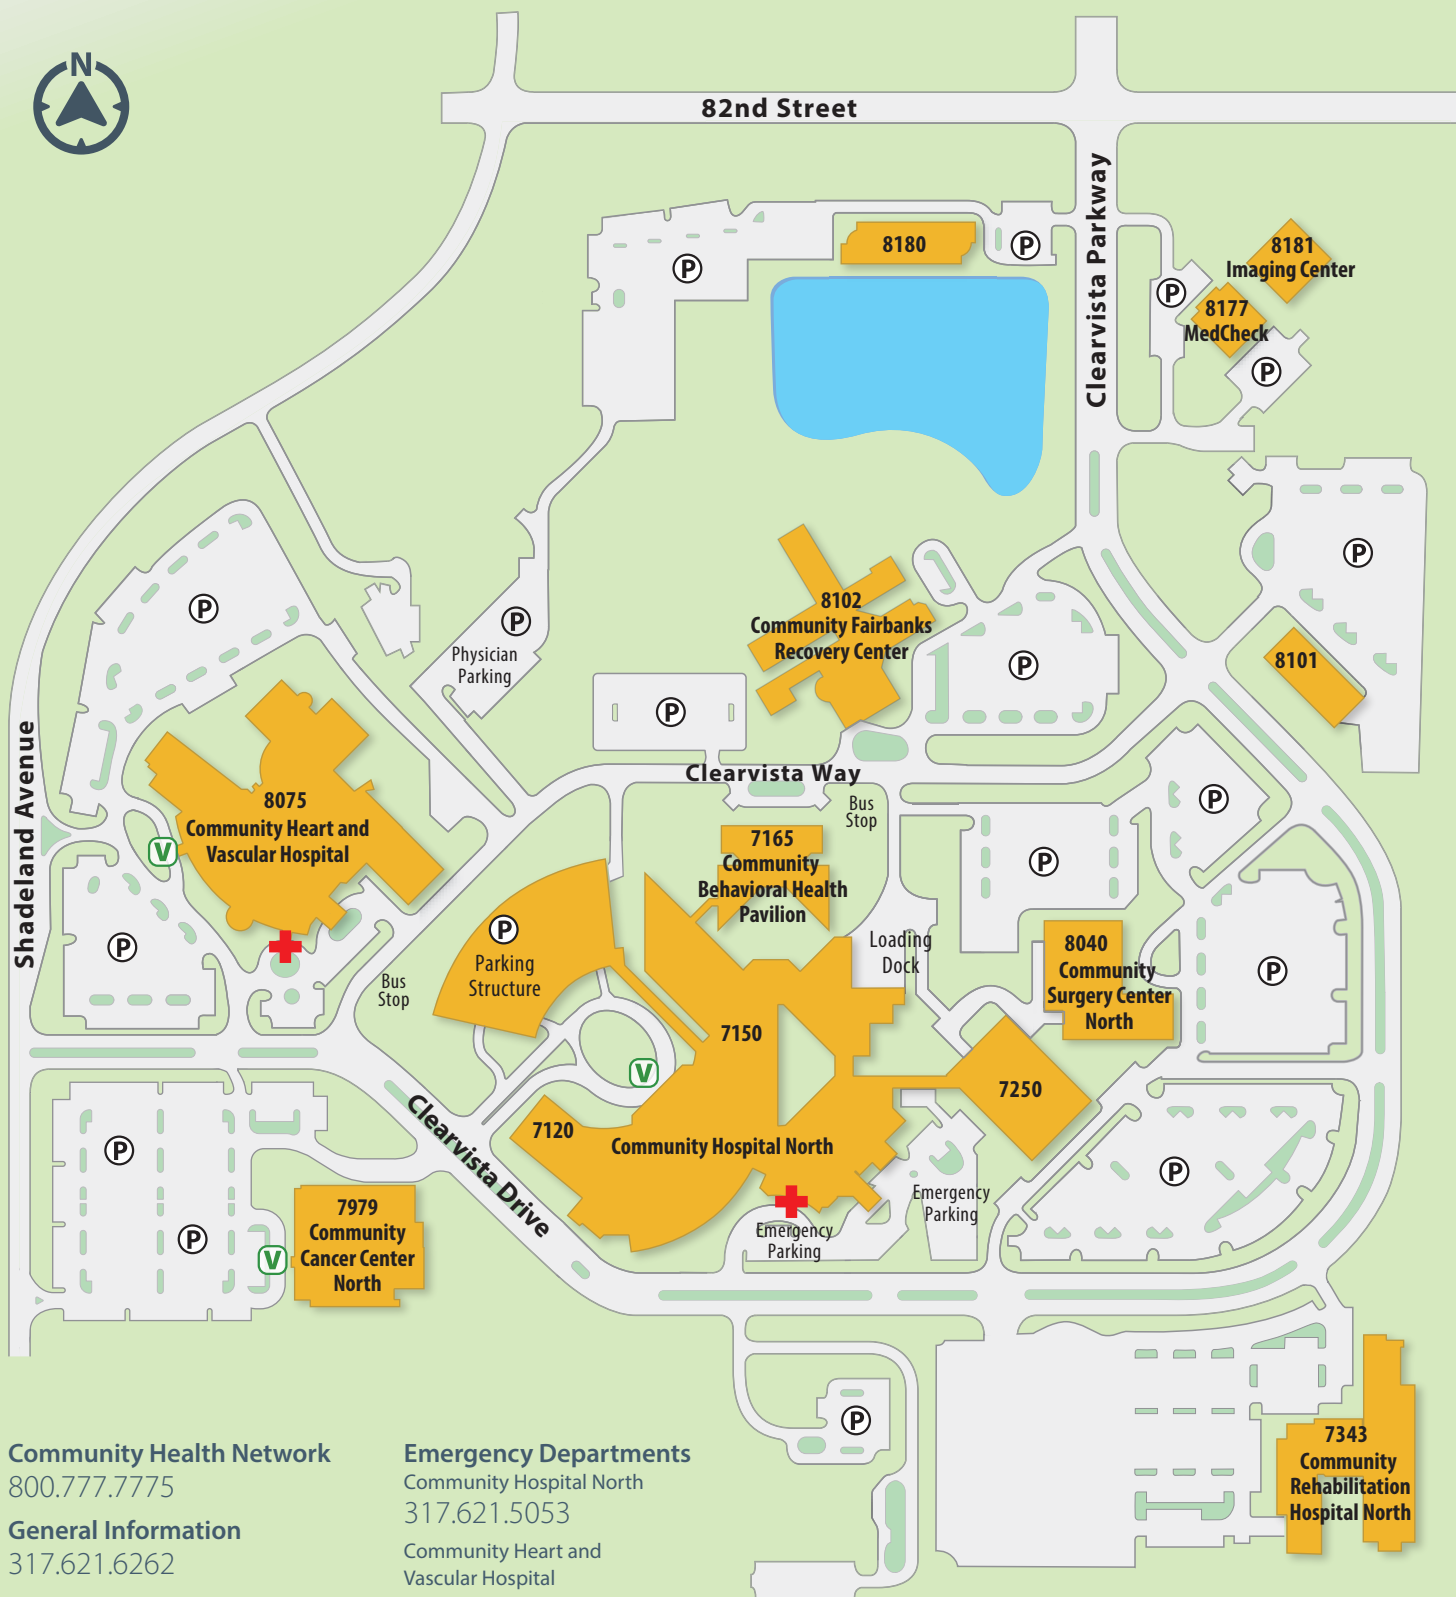 N
82nd Street
Clearvista Parkway
8180
P
P
8181
Imaging Center
P
8177
MedCheck
P
P
P
P
Physician
Parking
8102
Community Fairbanks
Recovery Center
P
8101
P
Clearvista Way
Bus
Stop
P
Shadeland Avenue
8075
Community Heart and
Vascular Hospital
V
7165
Community
Behavioral Health
Pavilion
P
P
P
Parking
Structure
Bus
Stop
Loading
Dock
8040
Community
Surgery Center
North
P
7150
V
7250
7120
Community Hospital North
Clearvista Drive
P
P
Emergency
Parking
Emergency
Parking
P
7979
Community
Cancer Center
North
V
P
7343
Community
Rehabilitation
Hospital North
Community Health Network
800.777.7775
General Information
317.621.6262
Emergency Departments
Community Hospital North
317.621.5053
Community Heart and
Vascular Hospital